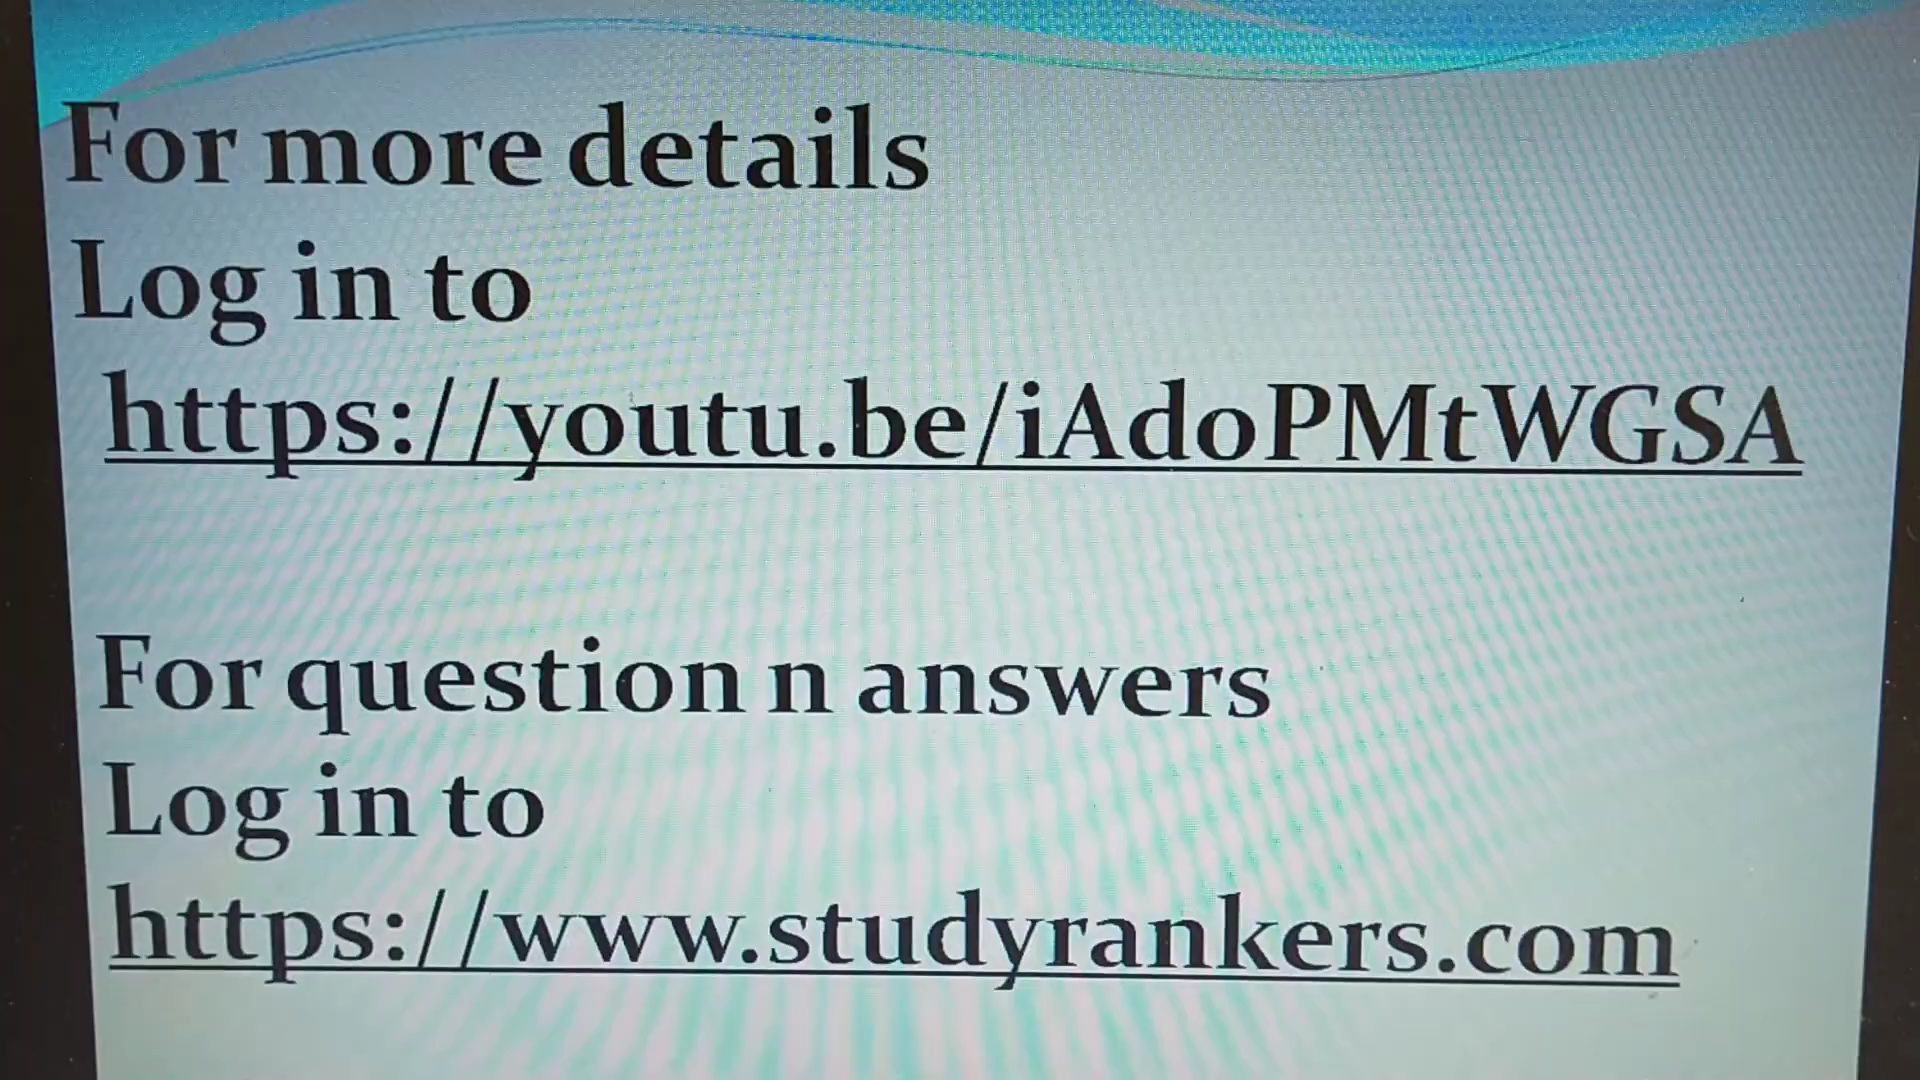 For more details
Log in to
https://youtu.be/iAdoPMtWGSA
For question n answers
Log in to
https://www.studyrankers.com